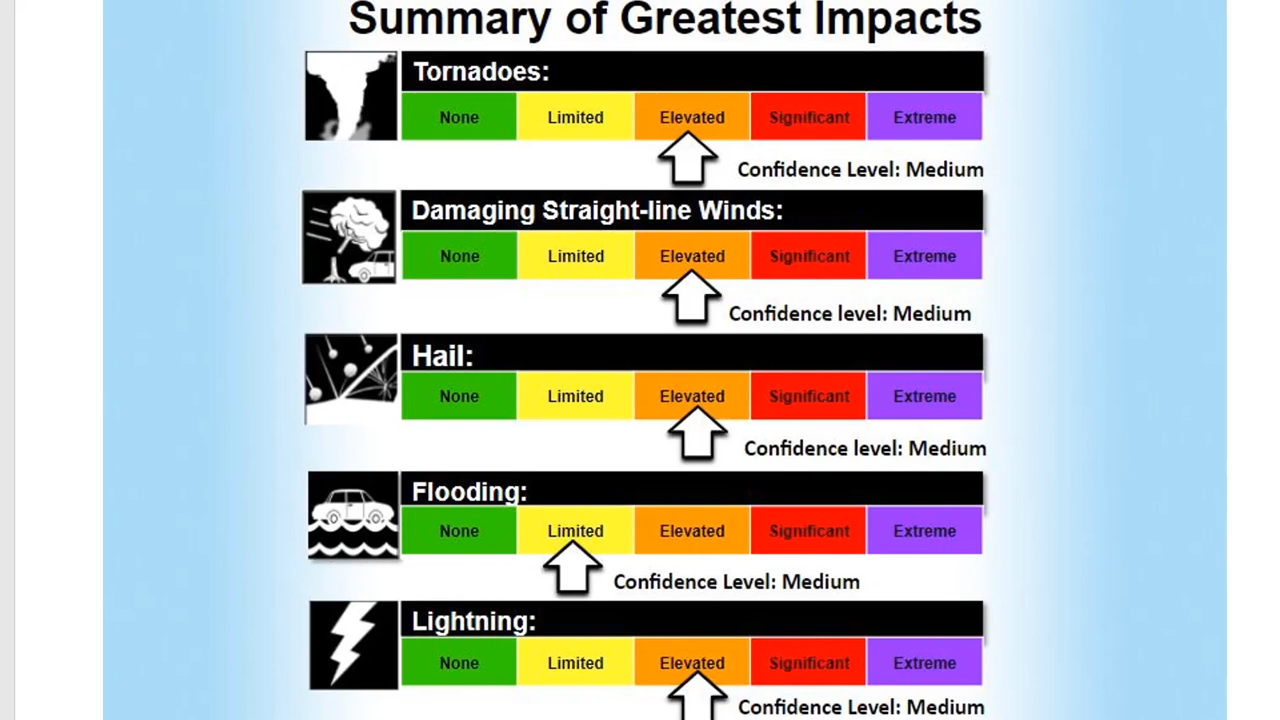 Summary of Greatest Impacts
Tornadoes:
None Limited Elevated Significant Extreme
Confidence Level: Medium
Damaging Straight-line Winds:
None Limited Elevated Significant Extreme
Confidence level: Medium
Hail:
None Limited Elevated Significant Extreme
Confidence level: Medium
Flooding:
None Limited Elevated Significant Extreme
Confidence Level: Medium
Lightning:
None Limited Elevated Significant Extreme
Confidence Level: Medium